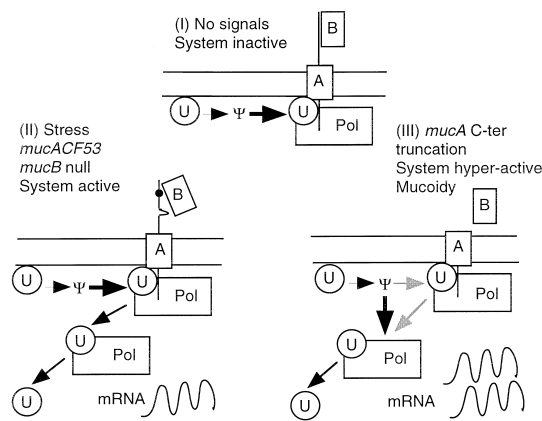 (I) No signals
System inactive
B
A
U
Ψ
U
Pol
(II) Stress
mucACF53
mucB null
System active
B
A
U
Ψ
U
Pol
U
Pol
U
mRNA
(III) mucA C-ter
truncation
System hyper-active
Mucoidy
B
A
U
Ψ
U
Pol
U
Pol
U
mRNA